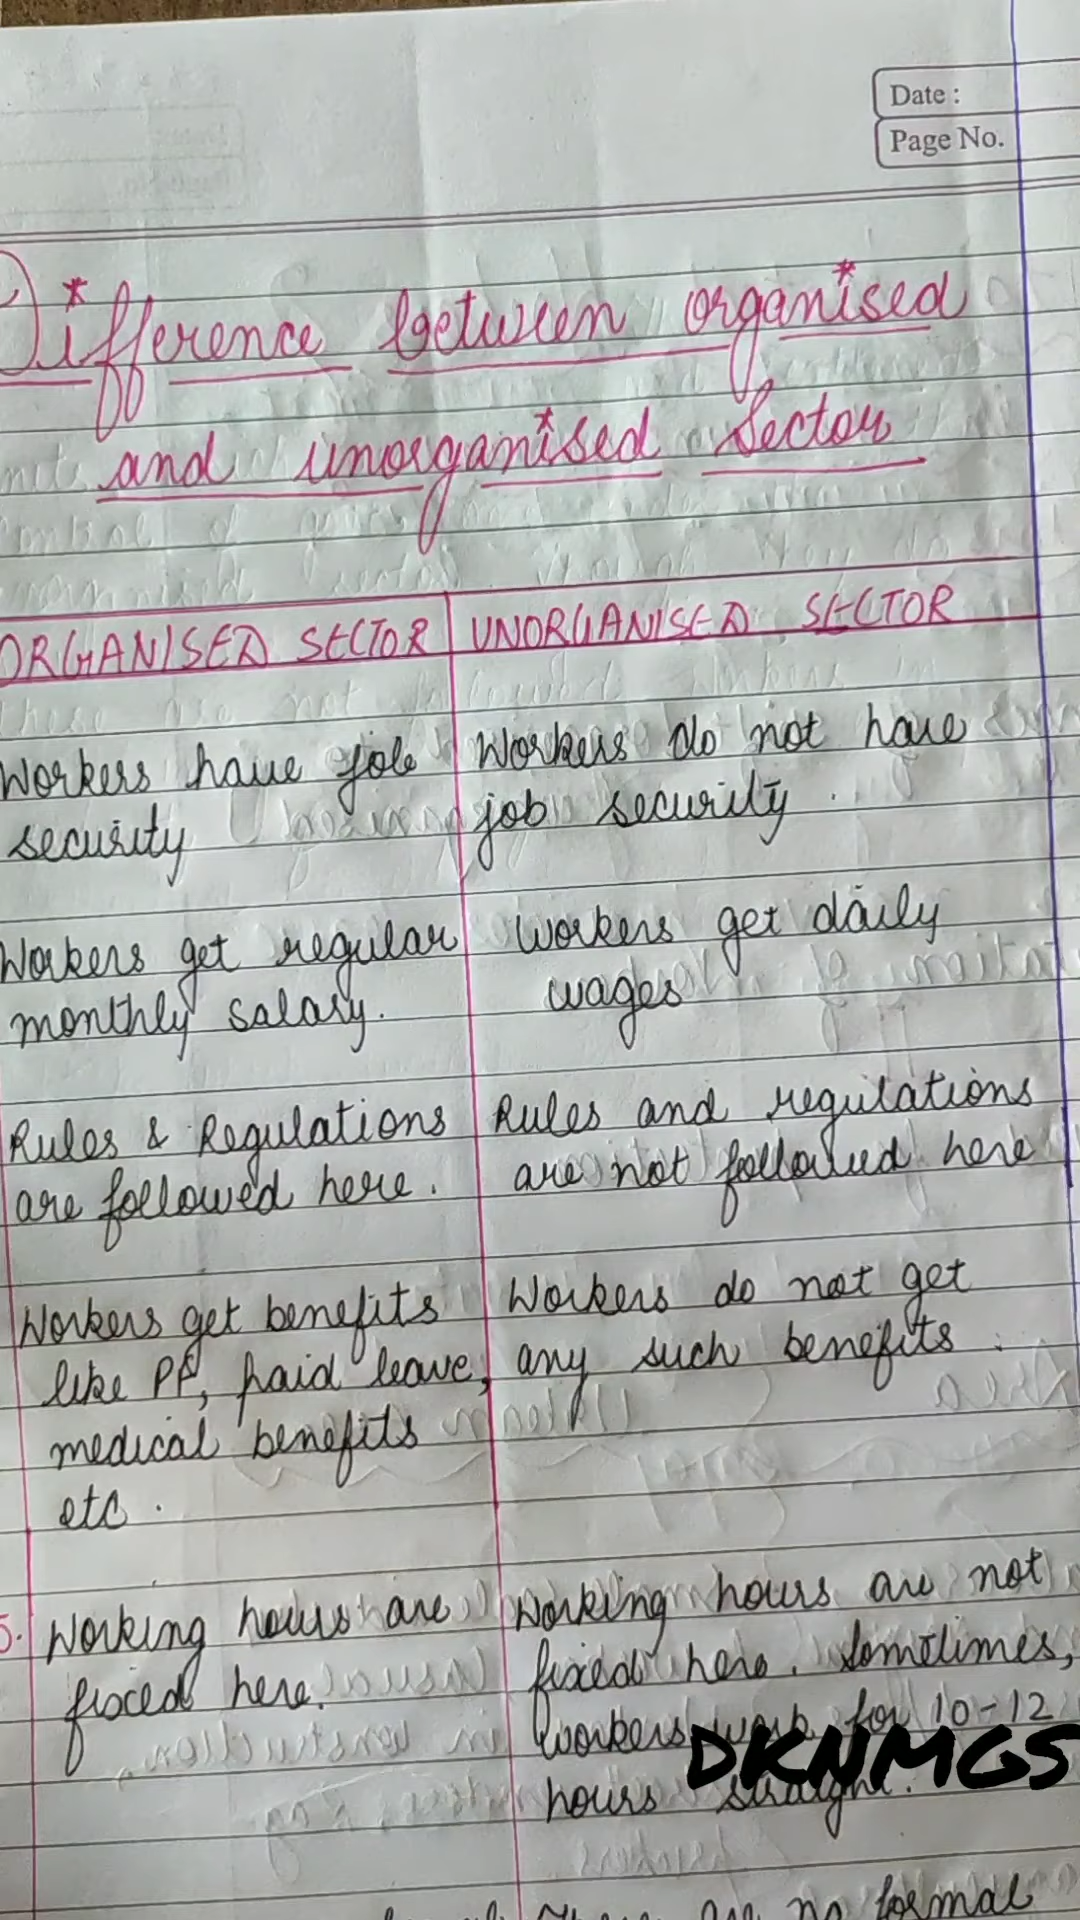 Date :
Page No.
Difference between organised
and unorganised Sector
ORGANISED SECTOR
UNORGANISED SECTOR
Workers have job
security
Workers do not have
job security.
Workers get regular
monthly salary.
Workers get daily
wages
Rules & Regulations
are followed here.
Rules and regulations
are not followed here
Workers get benefits
like PF, paid leave,
medical benefits
etc.
Workers do not get
any such benefits.
5. Working hours are
fixed here.
Working hours are not
fixed here. Sometimes,
workers work for 10-12
hours straight.
DKNMGS
are no formal